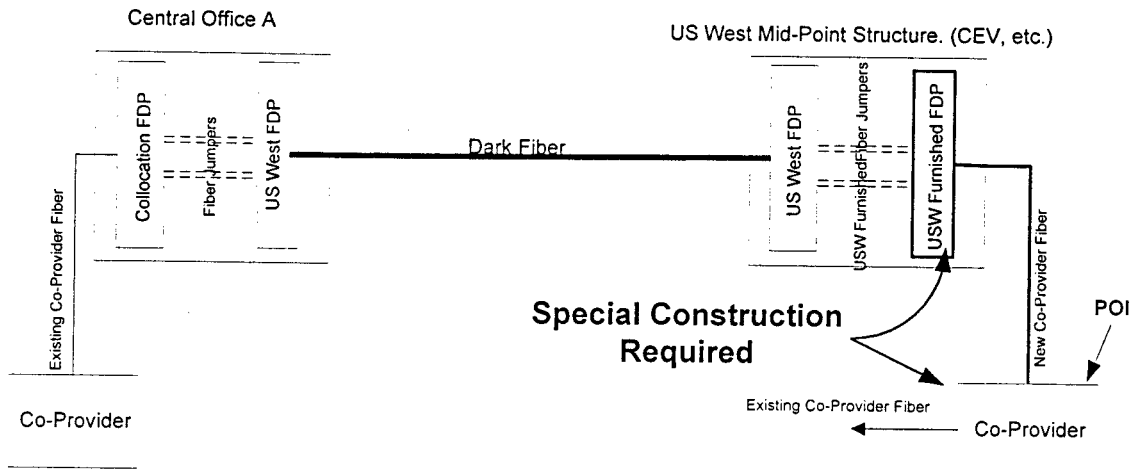 Central Office A
US West Mid-Point Structure. (CEV, etc.)
Collocation FDP
Fiber Jumpers
US West FDP
Dark Fiber
US West FDP
USW FurnishedFiber Jumpers
USW Furnished FDP
Existing Co-Provider Fiber
New Co-Provider Fiber
POI
Special Construction
Required
Existing Co-Provider Fiber
Co-Provider
Co-Provider